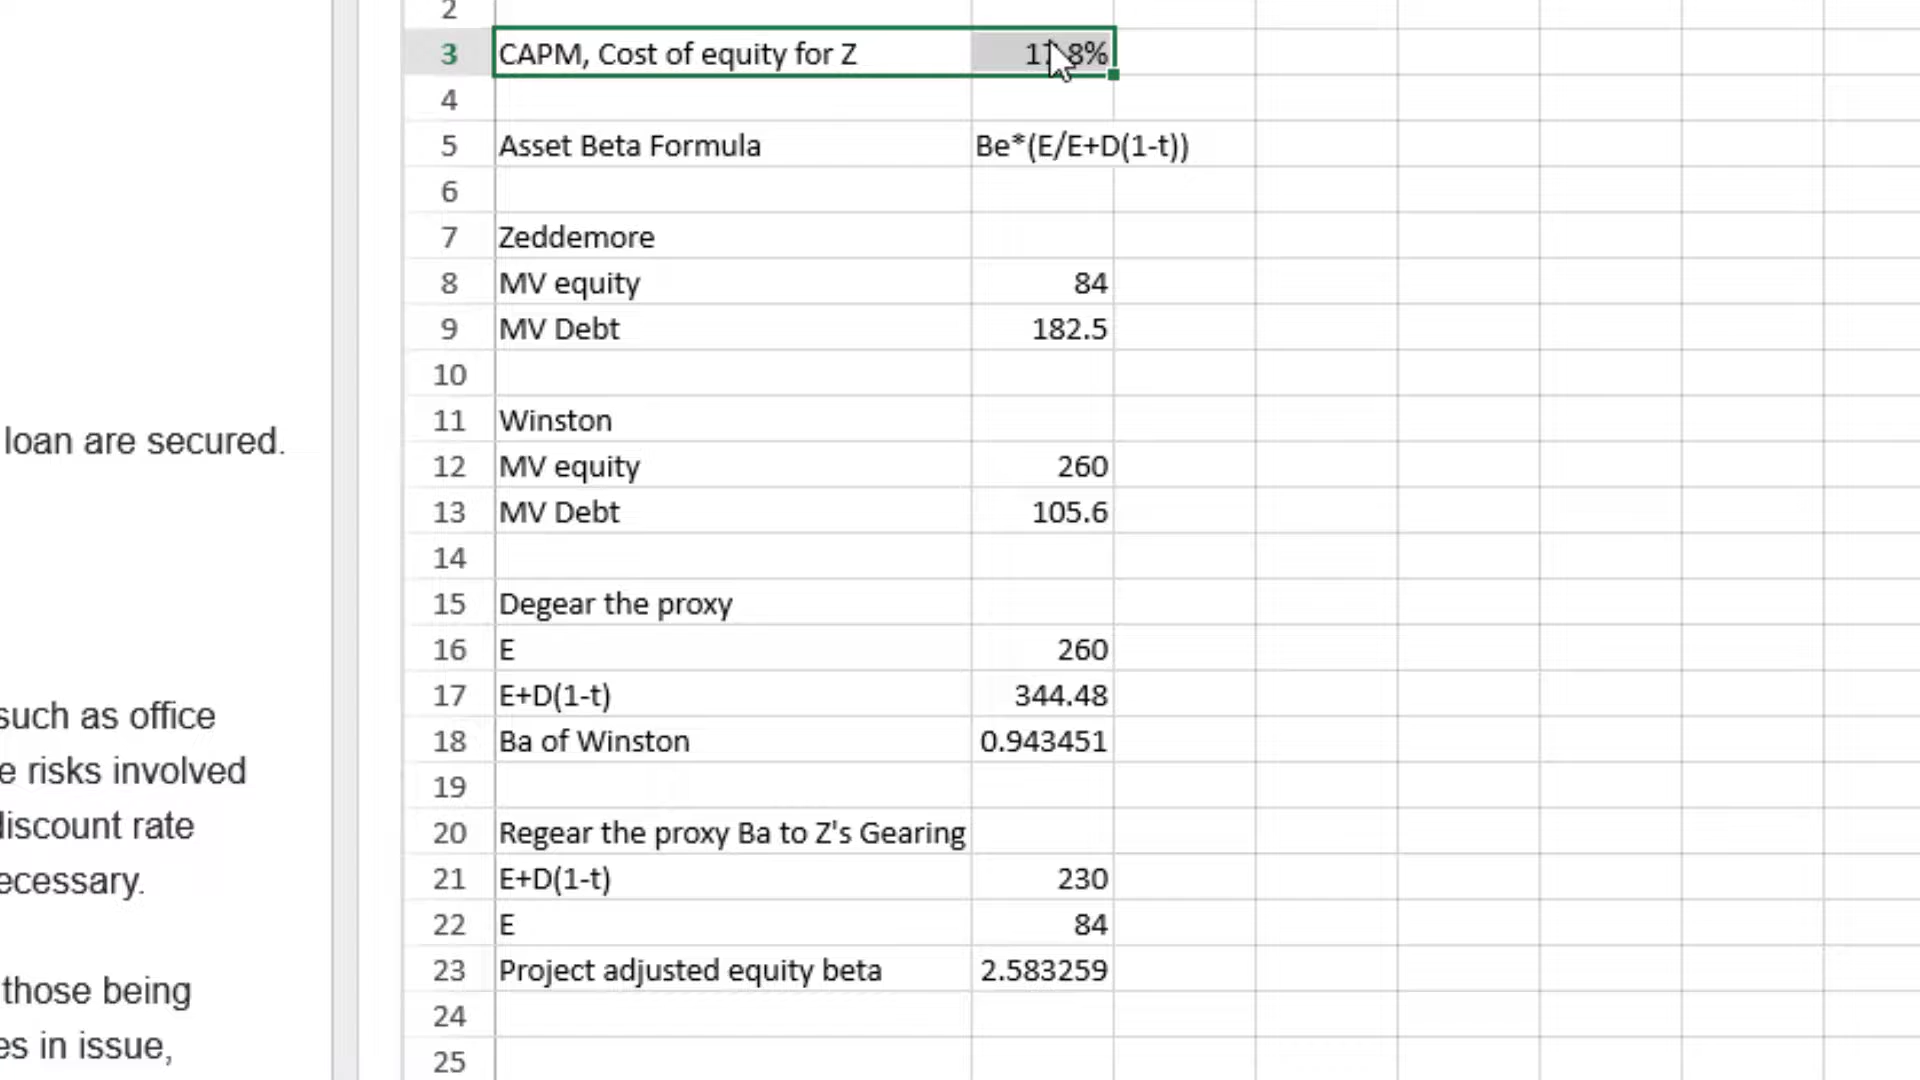 loan are secured.
such as office
e risks involved
discount rate
ecessary.
those being
es in issue,
2
3 CAPM, Cost of equity for Z
4
5 Asset Beta Formula Be*(E/E+D(1-t))
6
7 Zeddemore
8 MV equity 84
9 MV Debt 182.5
10
11 Winston
12 MV equity 260
13 MV Debt 105.6
14
15 Degear the proxy
16 E 260
17 E+D(1-t) 344.48
18 Ba of Winston 0.943451
19
20 Regear the proxy Ba to Z's Gearing
21 E+D(1-t) 230
22 E 84
23 Project adjusted equity beta 2.583259
24
25